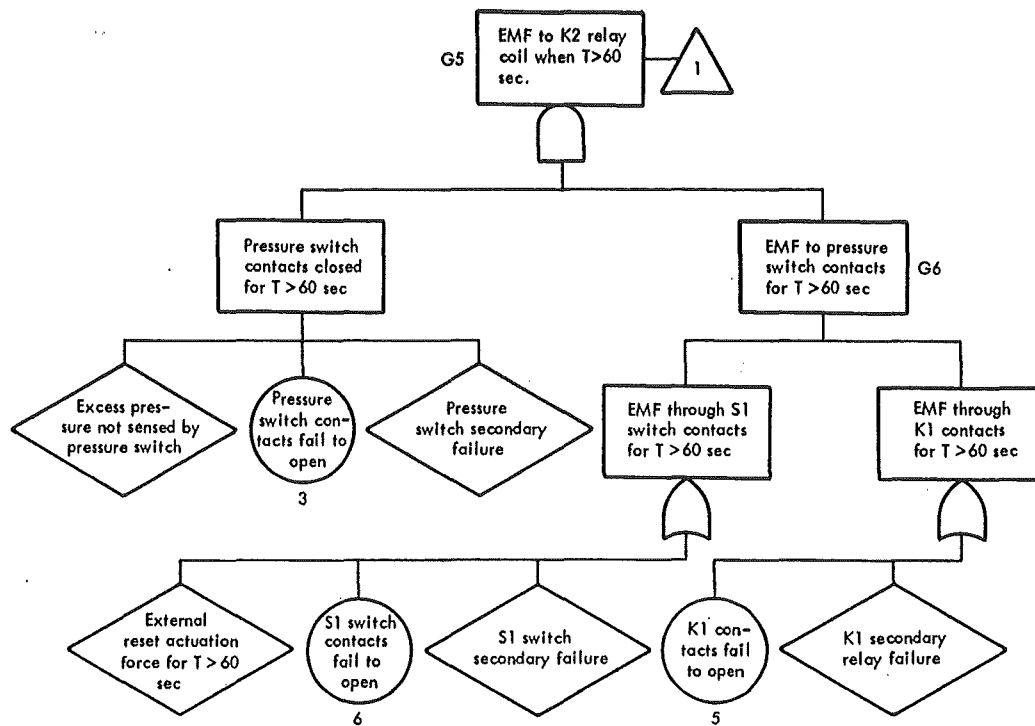 EMF to K2 relay
coil when T>60
sec.
G5
1
Pressure switch
contacts closed
for T >60 sec
EMF to pressure
switch contacts
for T >60 sec
G6
Excess pres-
sure not sensed by
pressure switch
Pressure
switch con-
tacts fail to
open
3
Pressure
switch secondary
failure
EMF through S1
switch contacts
for T >60 sec
EMF through
K1 contacts
for T >60 sec
External
reset actuation
force for T > 60
sec
S1 switch
contacts
fail to
open
6
S1 switch
secondary failure
K1 con-
tacts fail
to open
5
K1 secondary
relay failure